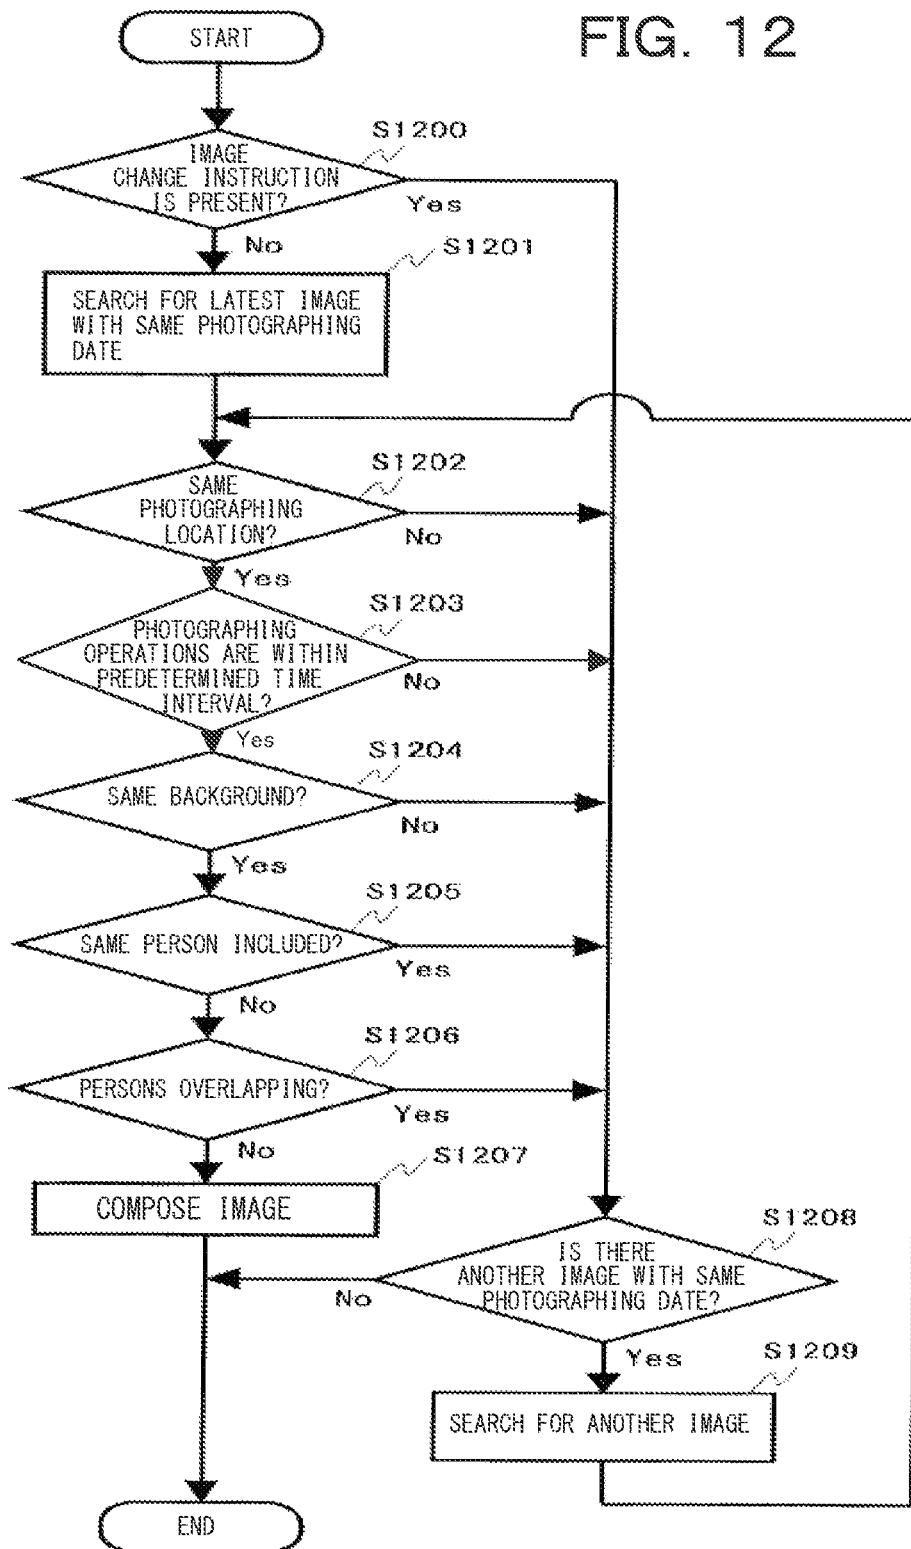 FIG. 12
START
S1200
IMAGE
CHANGE INSTRUCTION
IS PRESENT?
Yes
No
S1201
SEARCH FOR LATEST IMAGE
WITH SAME PHOTOGRAPHING
DATE
S1202
SAME
PHOTOGRAPHING
LOCATION?
No
Yes
S1203
PHOTOGRAPHING
OPERATIONS ARE WITHIN
PREDETERMINED TIME
INTERVAL?
No
Yes
S1204
SAME BACKGROUND?
No
Yes
S1205
SAME PERSON INCLUDED?
Yes
No
S1206
PERSONS OVERLAPPING?
Yes
No
S1207
COMPOSE IMAGE
S1208
IS THERE
ANOTHER IMAGE WITH SAME
PHOTOGRAPHING DATE?
No
Yes
S1209
SEARCH FOR ANOTHER IMAGE
END